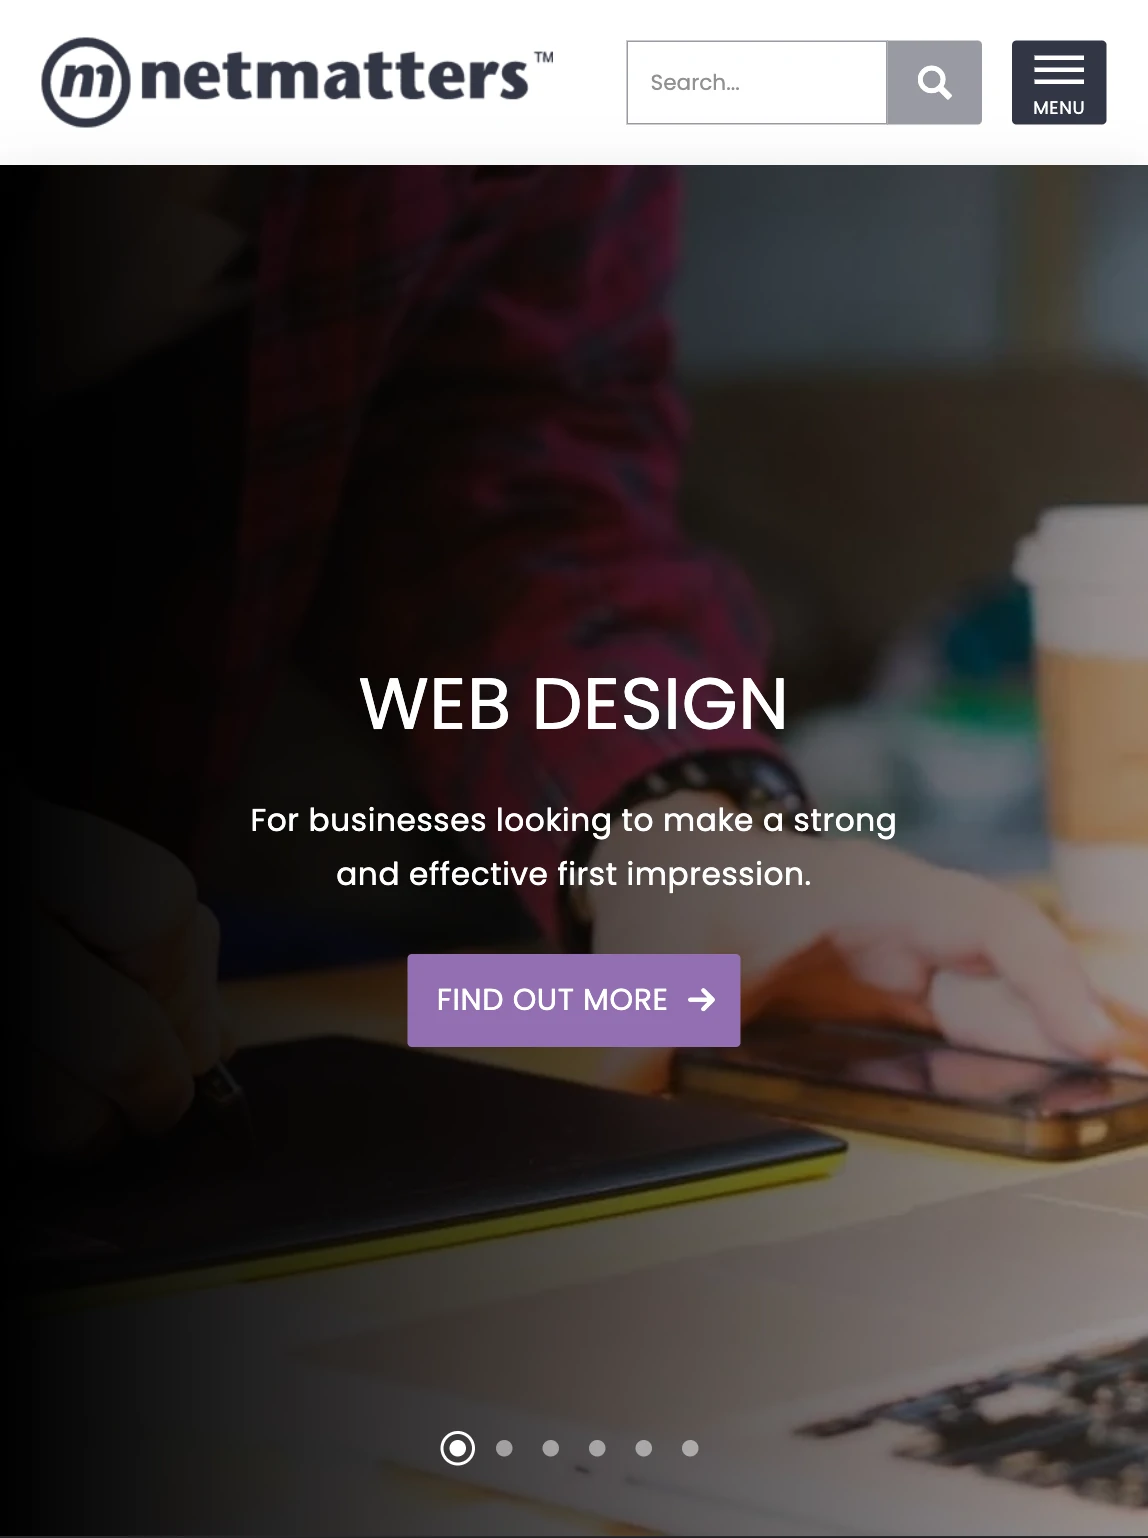 m netmatters™
Search...
MENU
WEB DESIGN
For businesses looking to make a strong
and effective first impression.
FIND OUT MORE